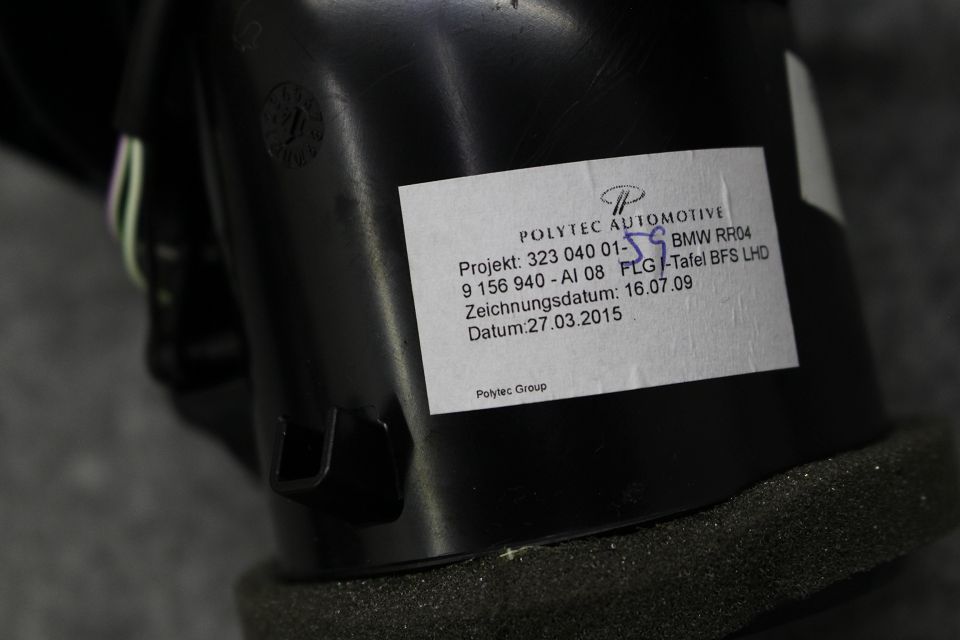 POLYTEC AUTOMOTIVE
Projekt: 323 040 01-59 BMW RR04
9 156 940 - AI 08 FLG I-Tafel BFS LHD
Zeichnungsdatum: 16.07.09
Datum:27.03.2015
Polytec Group